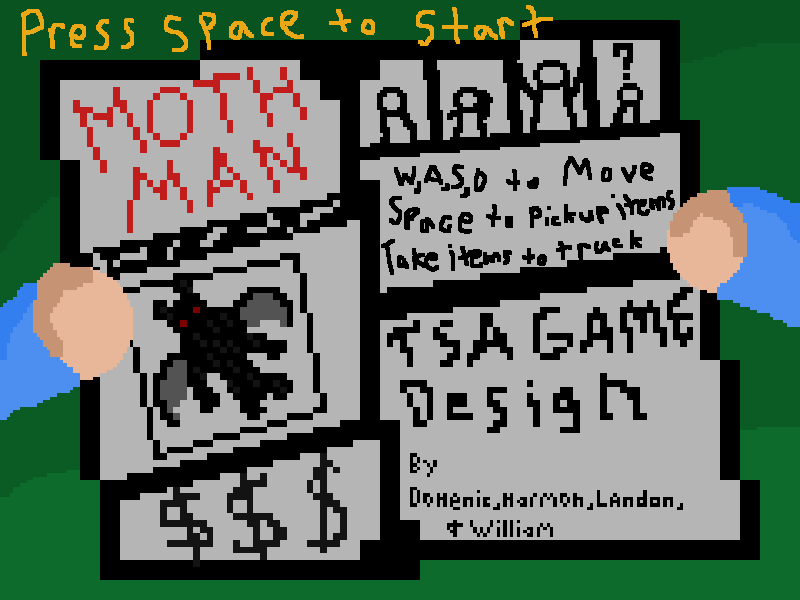 Press Space to Start
MOTH
MAN
?
W,A,S,D to Move
Space to Pickup items
Take items to truck
TSA GAME
Design
By
Domenic, Harmon, Landon,
+ William
$$$